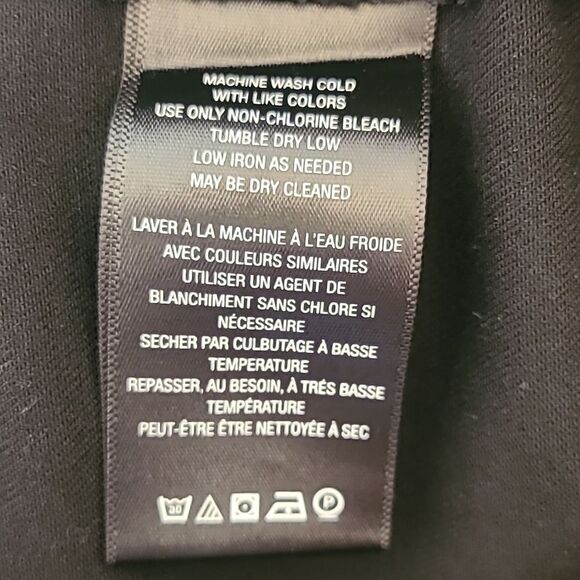 MACHINE WASH COLD
WITH LIKE COLORS
USE ONLY NON-CHLORINE BLEACH
TUMBLE DRY LOW
LOW IRON AS NEEDED
MAY BE DRY CLEANED
LAVER À LA MACHINE À L'EAU FROIDE
AVEC COULEURS SIMILAIRES
UTILISER UN AGENT DE
BLANCHIMENT SANS CHLORE SI
NÉCESSAIRE
SECHER PAR CULBUTAGE À BASSE
TEMPERATURE
REPASSER, AU BESOIN, À TRÉS BASSE
TEMPÉRATURE
PEUT-ÊTRE ÊTRE NETTOYÉE À SEC
30 P